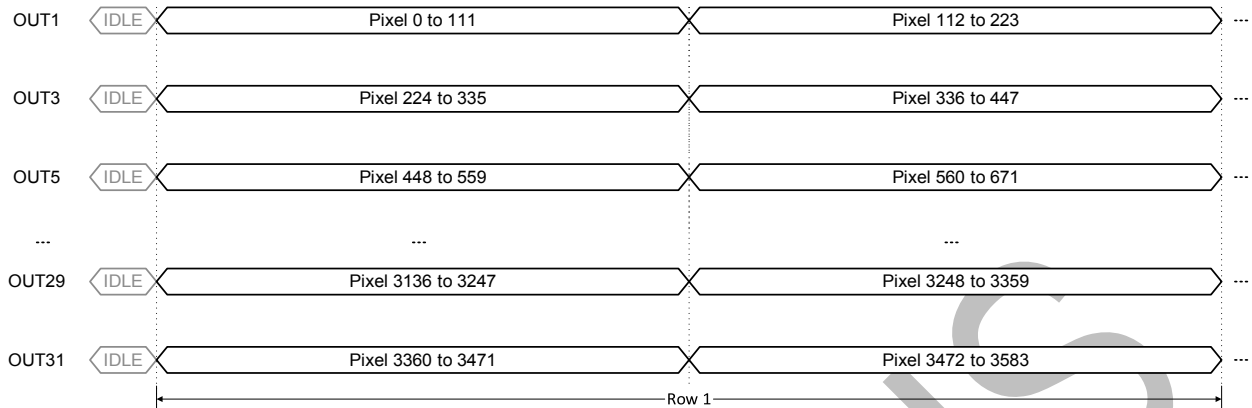 OUT1 IDLE Pixel 0 to 111 Pixel 112 to 223 ---
OUT3 IDLE Pixel 224 to 335 Pixel 336 to 447 ---
OUT5 IDLE Pixel 448 to 559 Pixel 560 to 671 ---
--- --- ---
OUT29 IDLE Pixel 3136 to 3247 Pixel 3248 to 3359 ---
OUT31 IDLE Pixel 3360 to 3471 Pixel 3472 to 3583 ---
Row 1